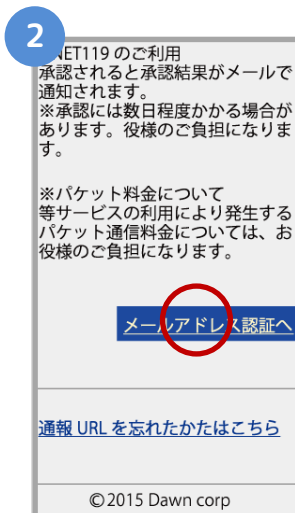 2
NET119 のご利用
承認されると承認結果がメールで
通知されます。
※承認には数日程度かかる場合が
あります。役様のご負担になりま
す。
※パケット料金について
等サービスの利用により発生する
パケット通信料金については、お
役様のご負担になります。
メールアドレス認証へ
通報 URL を忘れたかたはこちら
©2015 Dawn corp